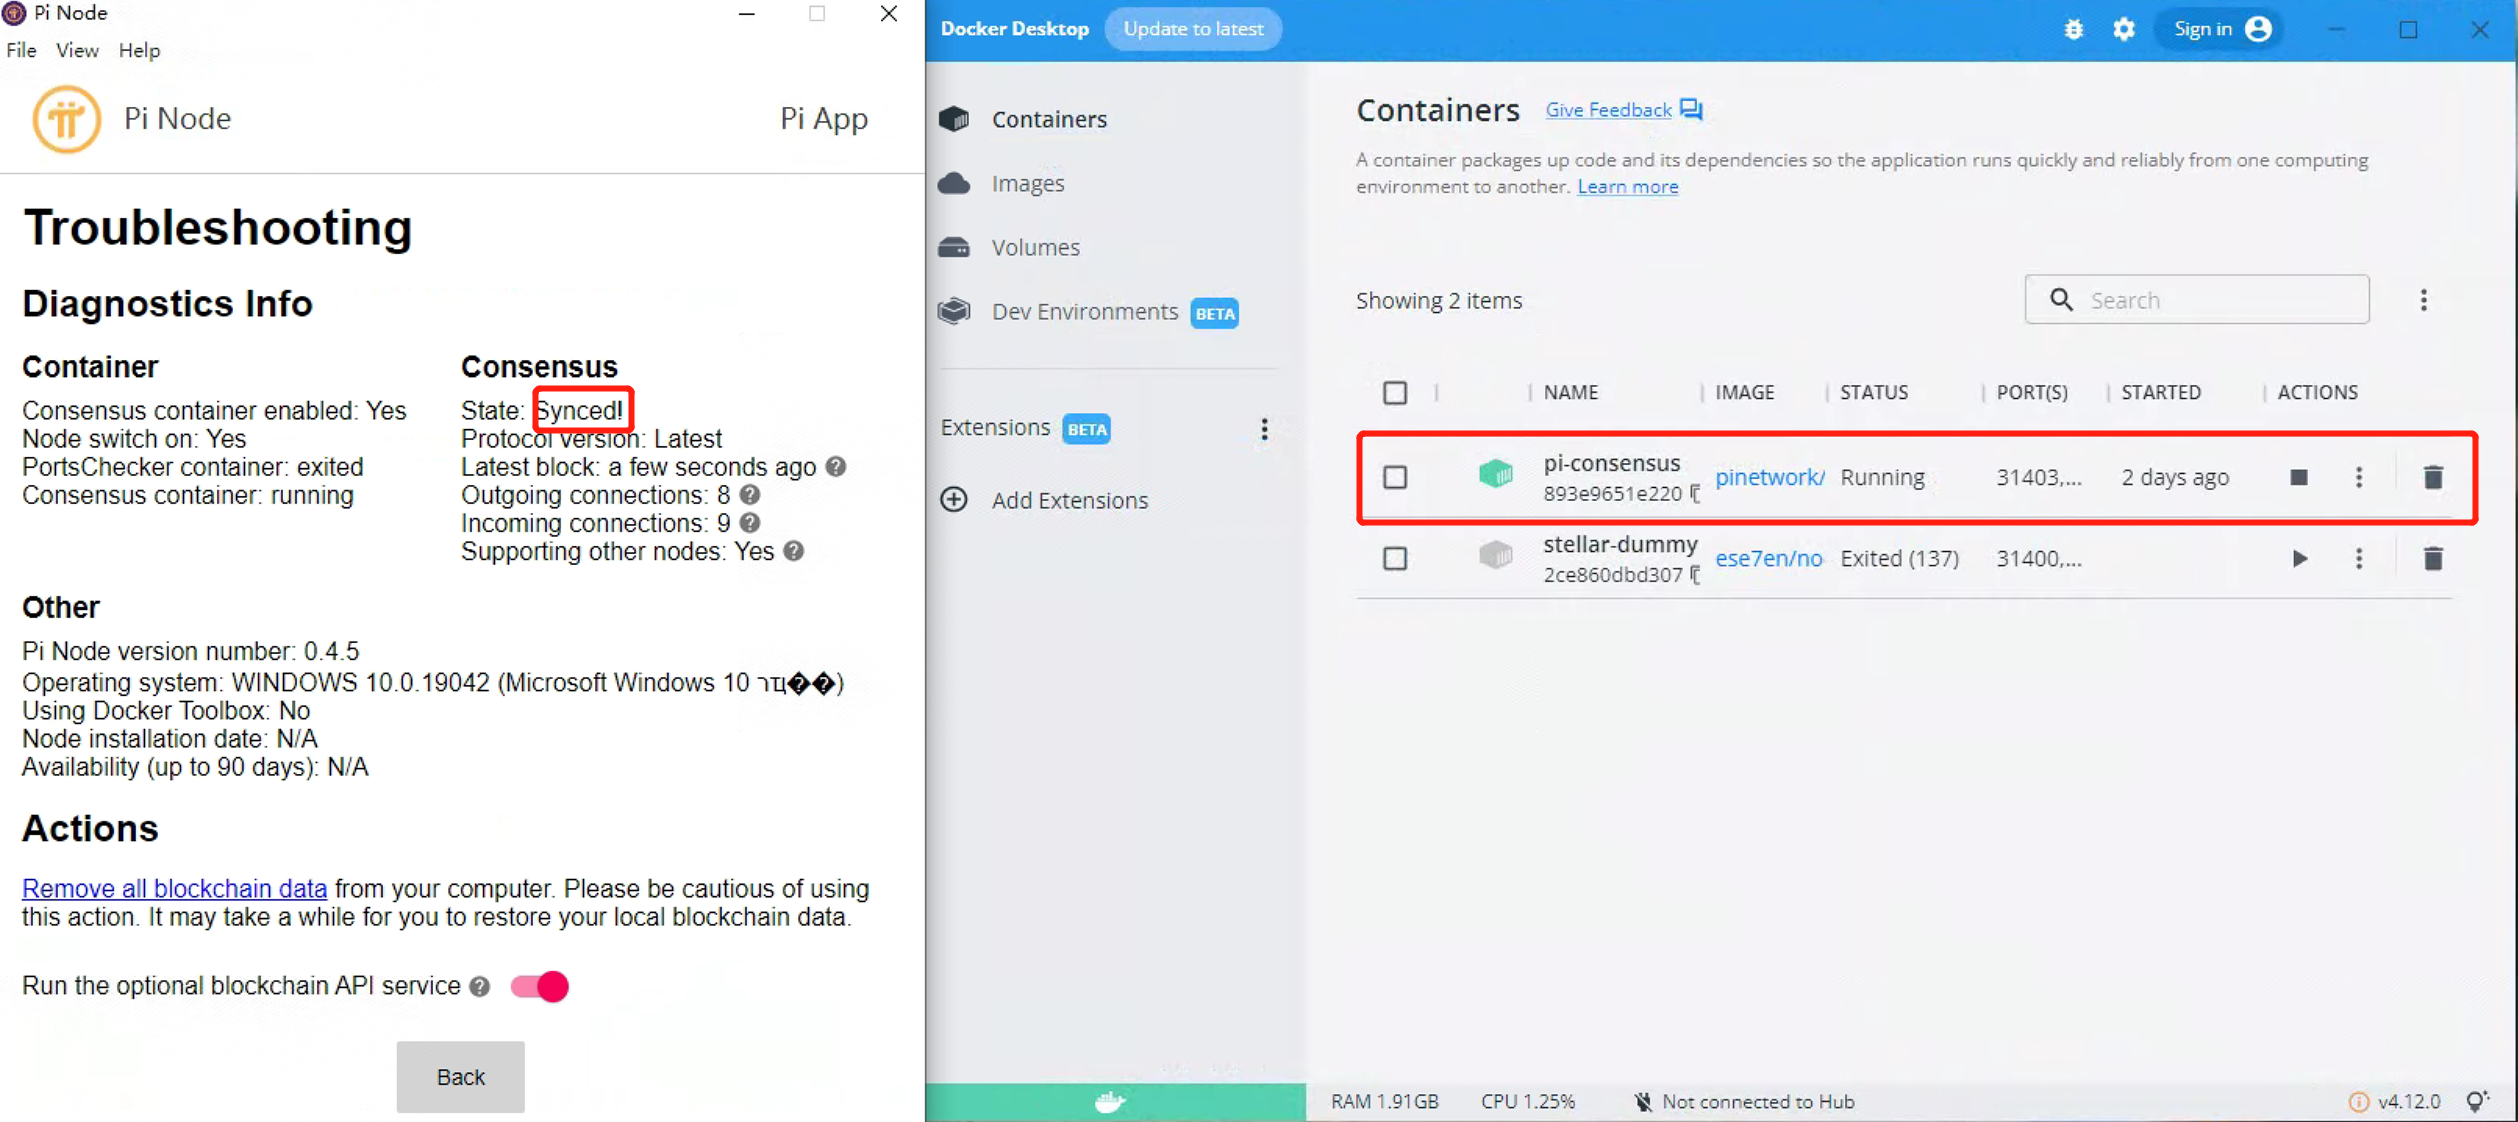 Pi Node
File View Help
Pi Node
Pi App
Troubleshooting
Diagnostics Info
Container
Consensus container enabled: Yes
Node switch on: Yes
PortsChecker container: exited
Consensus container: running
Consensus
State: Synced!
Protocol version: Latest
Latest block: a few seconds ago
Outgoing connections: 8
Incoming connections: 9
Supporting other nodes: Yes
Other
Pi Node version number: 0.4.5
Operating system: WINDOWS 10.0.19042 (Microsoft Windows 10 רҵ��)
Using Docker Toolbox: No
Node installation date: N/A
Availability (up to 90 days): N/A
Actions
Remove all blockchain data from your computer. Please be cautious of using
this action. It may take a while for you to restore your local blockchain data.
Run the optional blockchain API service
Back
Docker Desktop
Update to latest
Sign in
Containers
Images
Volumes
Dev Environments BETA
Extensions BETA
Add Extensions
Containers
Give Feedback
A container packages up code and its dependencies so the application runs quickly and reliably from one computing
environment to another. Learn more
Showing 2 items
Search
NAME IMAGE STATUS PORT(S) STARTED ACTIONS
pi-consensus
893e9651e220
pinetwork/ Running 31403,... 2 days ago
stellar-dummy
2ce860dbd307
ese7en/no Exited (137) 31400,...
RAM 1.91GB CPU 1.25% Not connected to Hub
v4.12.0